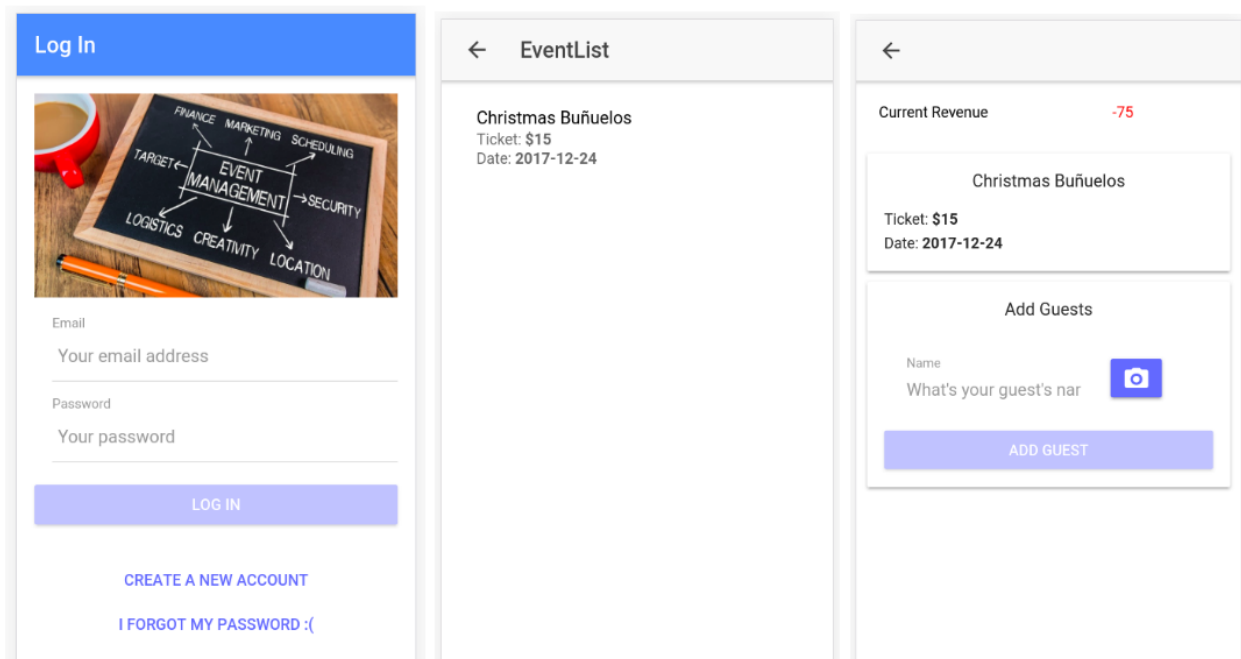 Log In
FINANCE MARKETING SCHEDULING
TARGET
EVENT
MANAGEMENT
SECURITY
LOGISTICS CREATIVITY LOCATION
Email
Your email address
Password
Your password
LOG IN
CREATE A NEW ACCOUNT
I FORGOT MY PASSWORD :(
EventList
Christmas Buñuelos
Ticket: $15
Date: 2017-12-24
Current Revenue -75
Christmas Buñuelos
Ticket: $15
Date: 2017-12-24
Add Guests
Name
What's your guest's nar
ADD GUEST